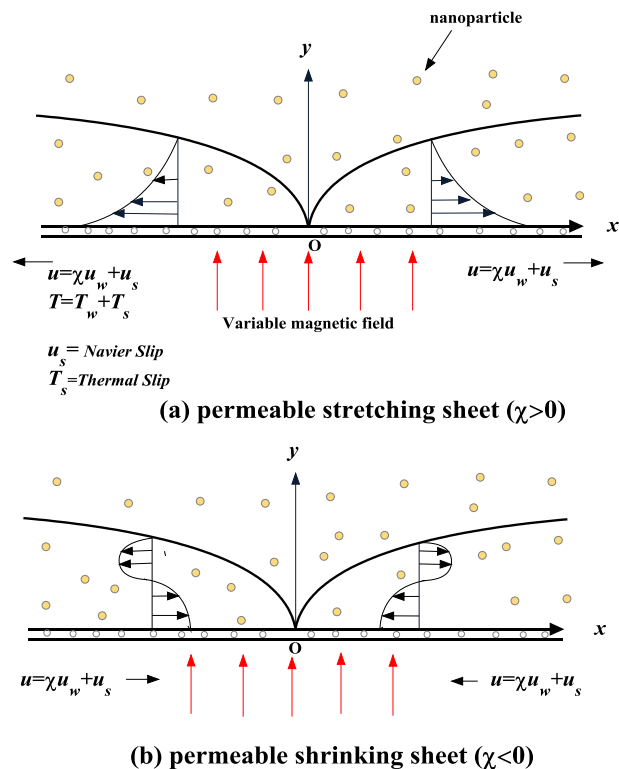 nanoparticle
y
x
O
u=χu_w+u_s
T=T_w+T_s
u=χu_w+u_s
Variable magnetic field
u_s= Navier Slip
T_s=Thermal Slip
(a) permeable stretching sheet (χ>0)
y
x
O
u=χu_w+u_s
u=χu_w+u_s
(b) permeable shrinking sheet (χ<0)